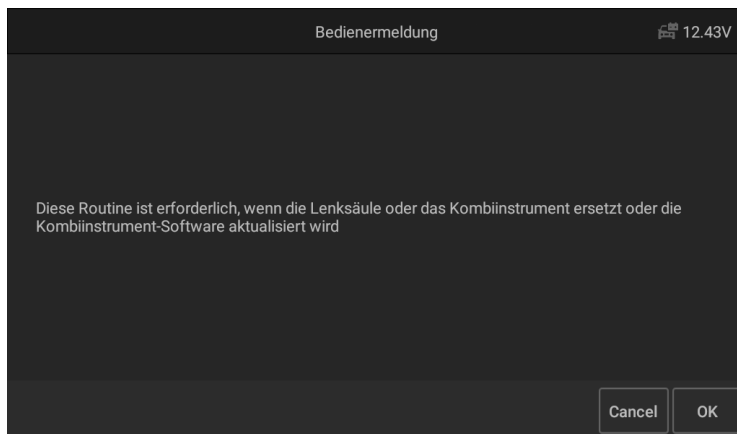 Bedienermeldung
12.43V
Diese Routine ist erforderlich, wenn die Lenksäule oder das Kombiinstrument ersetzt oder die
Kombiinstrument-Software aktualisiert wird
Cancel
OK